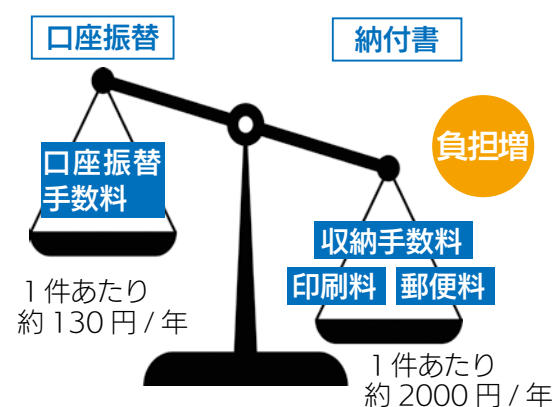 口座振替
納付書
負担増
口座振替
手数料
収納手数料
印刷料
郵便料
1件あたり
約130円/年
1件あたり
約2000円/年